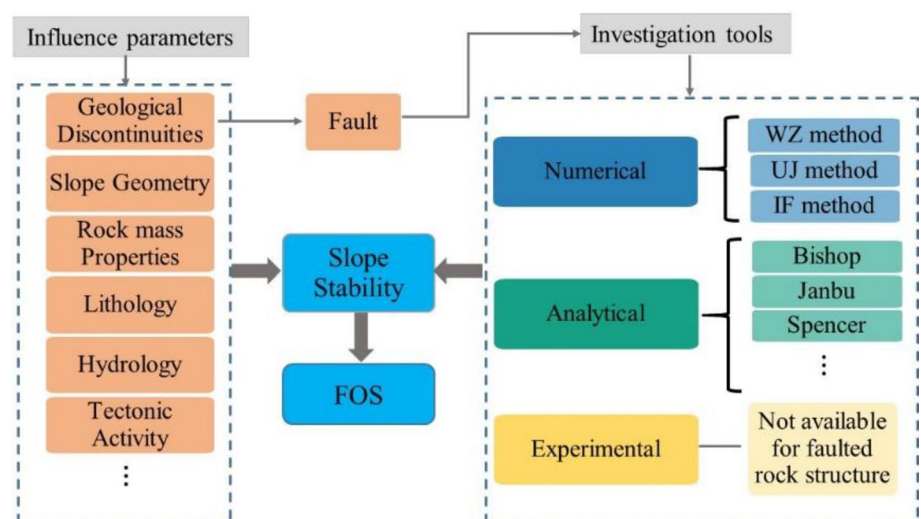 Influence parameters
Geological
Discontinuities
Slope Geometry
Rock mass
Properties
Lithology
Hydrology
Tectonic
Activity
⋮
Fault
Slope
Stability
FOS
Investigation tools
Numerical
WZ method
UJ method
IF method
Analytical
Bishop
Janbu
Spencer
⋮
Experimental
Not available
for faulted
rock structure